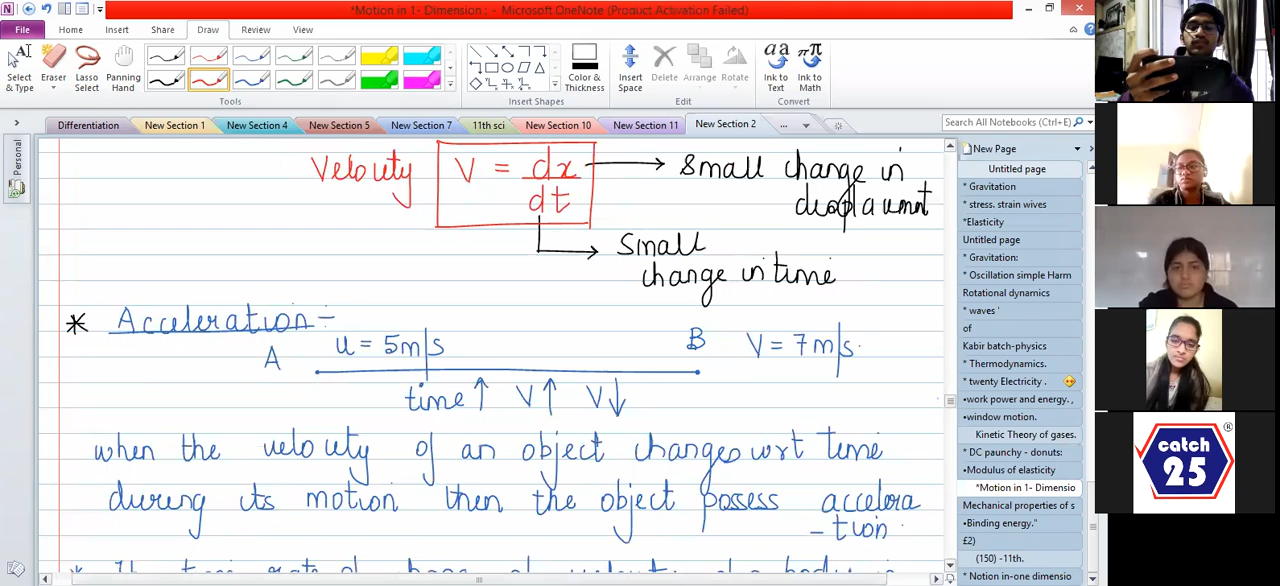 *Motion in 1- Dimension : - - Microsoft OneNote (Product Activation Failed)
File Home Insert Share Draw Review View
Select & Type
Eraser
Lasso Select
Panning Hand
Color & Thickness
Insert Space
Delete
Arrange
Rotate
Ink to Text
Ink to Math
Tools
Insert Shapes
Edit
Convert
Differentiation New Section 1 New Section 4 New Section 5 New Section 7 11th sci New Section 10 New Section 11 New Section 2 ...
Search All Notebooks (Ctrl+E)
Personal
Velouity V = dx/dt → Small change in
small
change in time
* Acceleration:-
A u = 5m/s B V = 7m/s.
time ↑ V ↑ V ↓
when the velouity of an object changes wrt time
during its motion then the object possess accelera
-tion.
New Page
Untitled page
* Gravitation
* stress. strain wives
*Elasticity
Untitled page
* Gravitation:
* Oscillation simple Harm
Rotational dynamics
* waves '
of
Kabir batch-physics
* Thermodynamics.
* twenty Electricity .
•work power and energy. ,
•window motion.
Kinetic Theory of gases.
* DC paunchy - donuts:
•Modulus of elasticity
*Motion in 1- Dimensio
Mechanical properties of s
•Binding energy."
£2)
(150) -11th.
* Notion in-one dimensio
catch
25
®